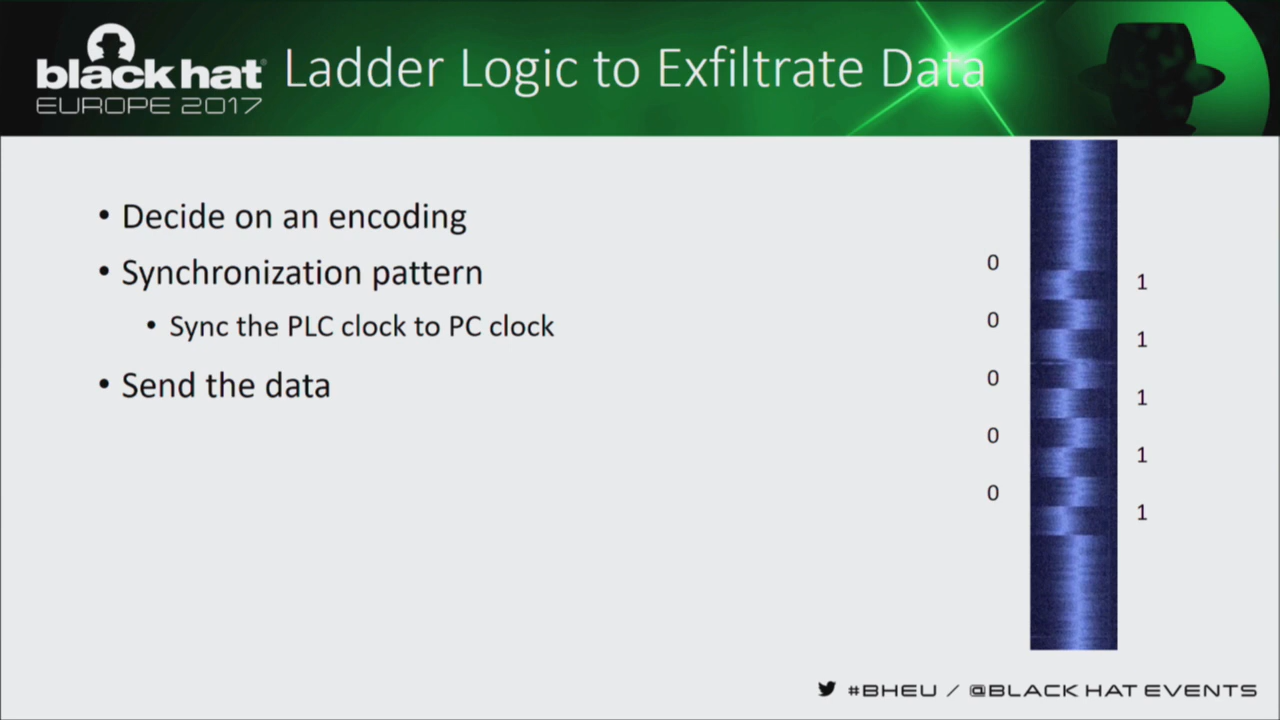 black hat
EUROPE 2017
Ladder Logic to Exfiltrate Data
• Decide on an encoding
• Synchronization pattern
• Sync the PLC clock to PC clock
• Send the data
0
1
0
1
0
1
0
1
0
1
#BHEU / @BLACK HAT EVENTS